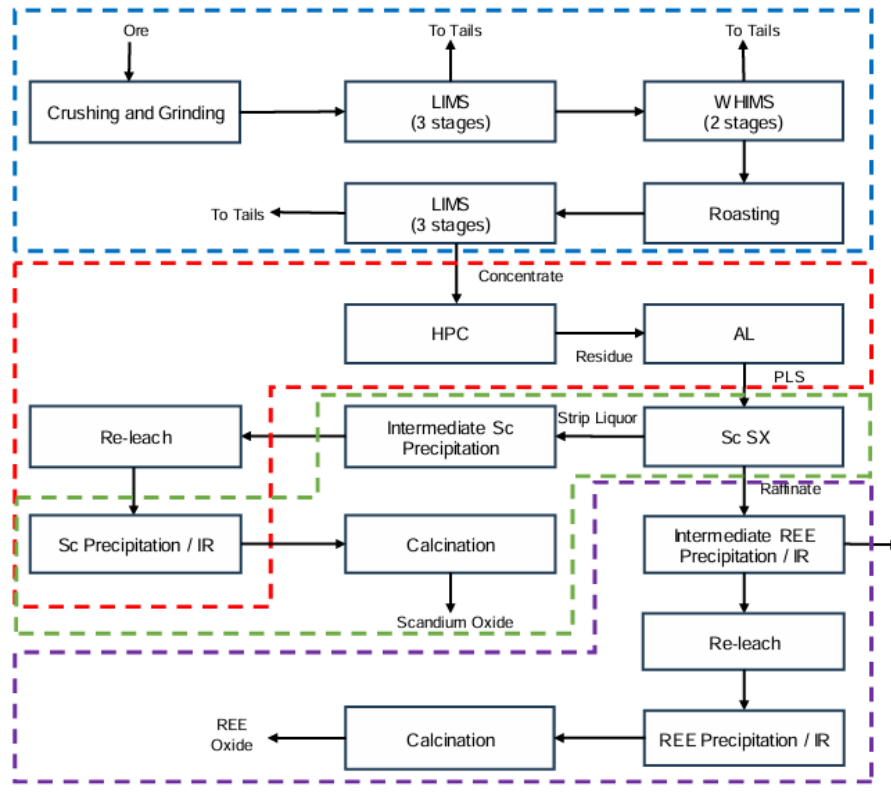 Ore
To Tails
To Tails
Crushing and Grinding
LIMS
(3 stages)
WHIMS
(2 stages)
To Tails
LIMS
(3 stages)
Roasting
Concentrate
HPC
Residue
AL
PLS
Re-leach
Intermediate Sc
Precipitation
Strip Liquor
Sc SX
Raffinate
Sc Precipitation / IR
Calcination
Intermediate REE
Precipitation / IR
Scandium Oxide
Re-leach
REE
Oxide
Calcination
REE Precipitation / IR